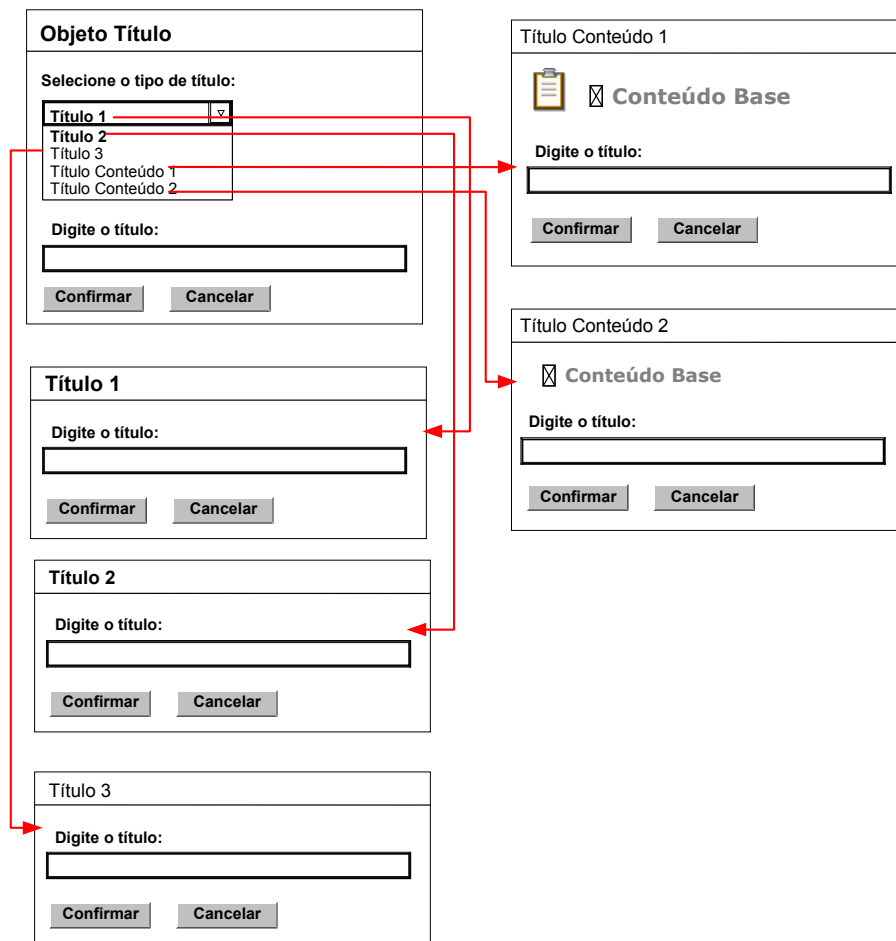 Objeto Título
Selecione o tipo de título:
Título 1
Título 2
Título 3
Título Conteúdo 1
Título Conteúdo 2
Digite o título:
Confirmar Cancelar
Título 1
Digite o título:
Confirmar Cancelar
Título 2
Digite o título:
Confirmar Cancelar
Título 3
Digite o título:
Confirmar Cancelar
Título Conteúdo 1
Conteúdo Base
Digite o título:
Confirmar Cancelar
Título Conteúdo 2
Conteúdo Base
Digite o título:
Confirmar Cancelar